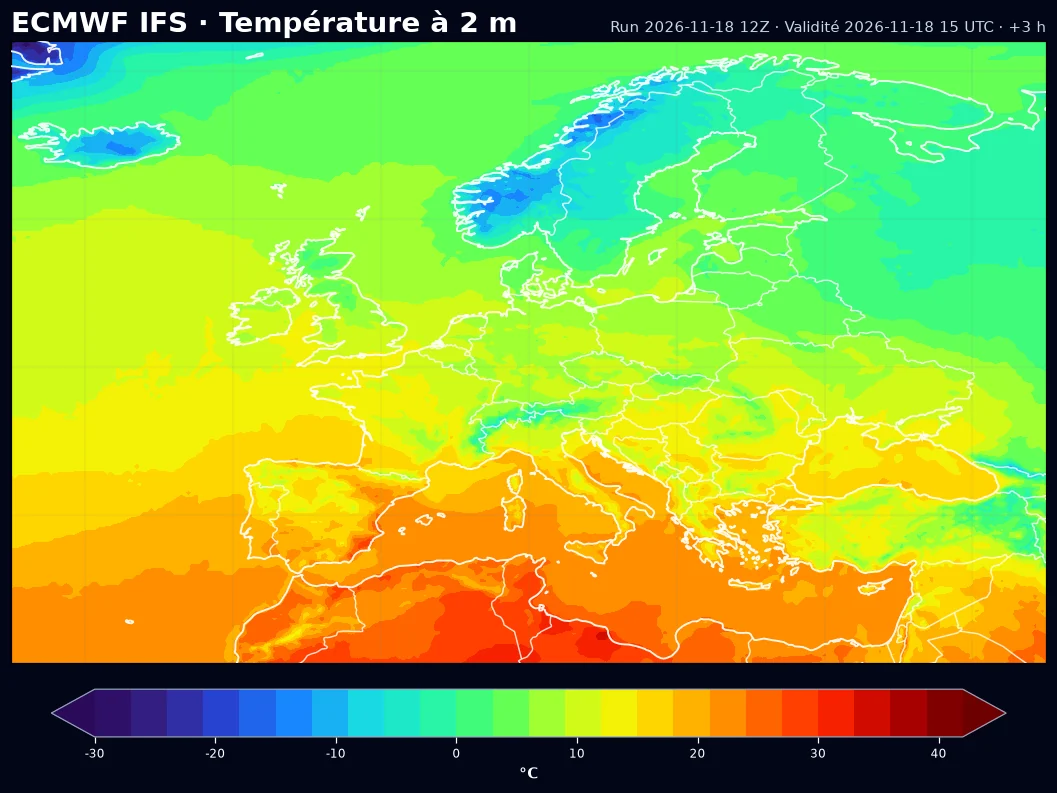 ECMWF IFS · Température à 2 m
Run 2026-11-18 12Z · Validité 2026-11-18 15 UTC · +3 h
-30 -20 -10 0 10 20 30 40
°C